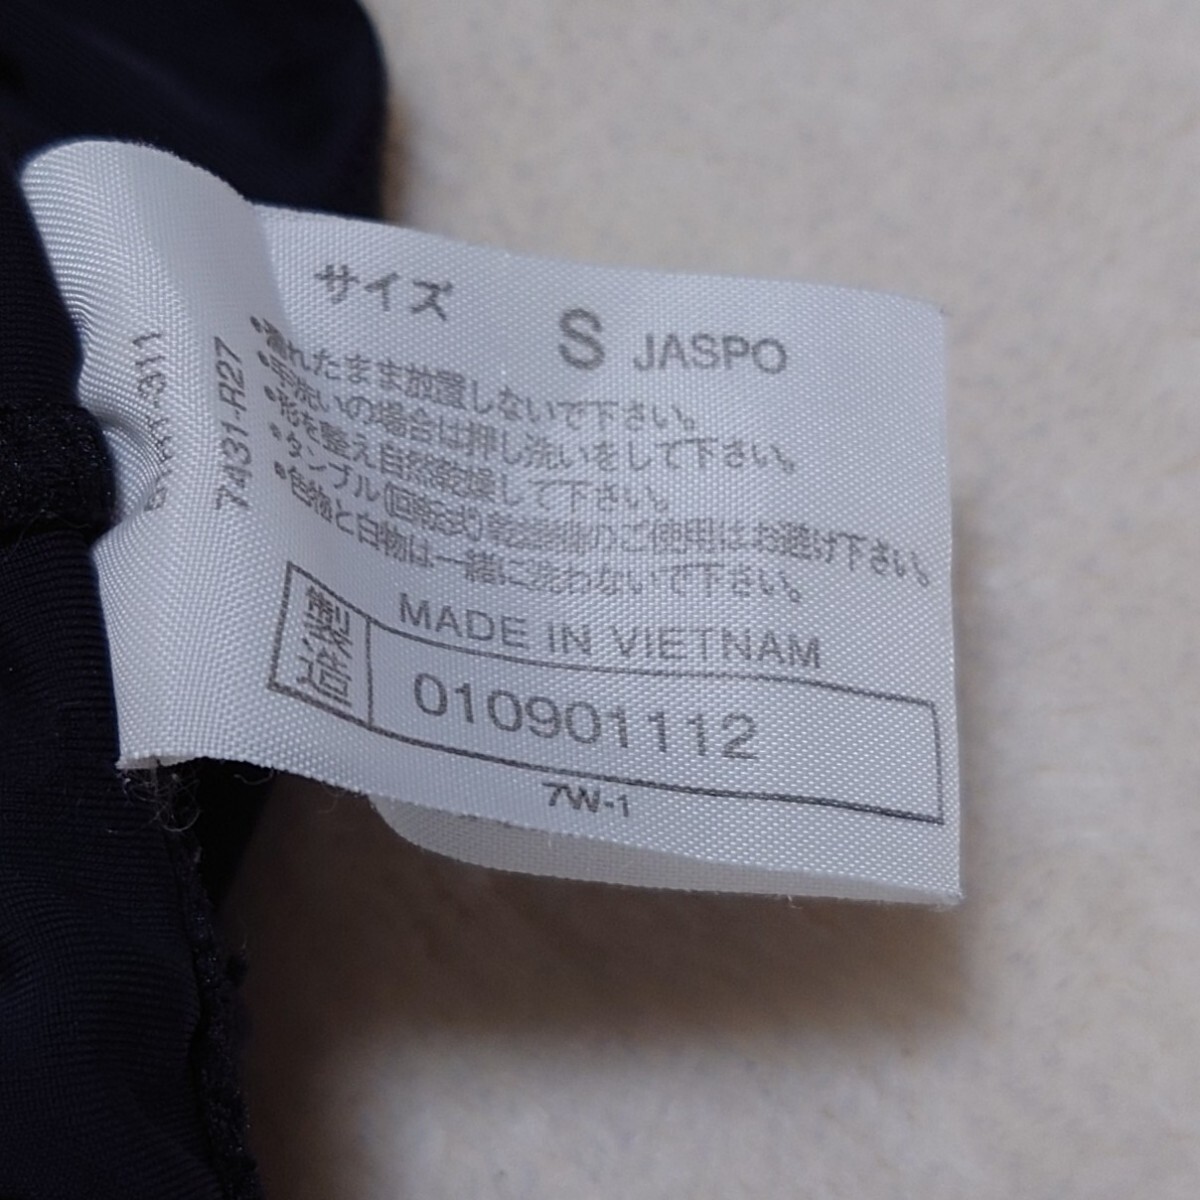 サイズ S JASPO
•濡れたまま放置しないで下さい。
•手洗いの場合は押し洗いをして下さい。
•形を整え自然乾燥して下さい。
•タンブル(回転式)乾燥機のご使用はお避け下さい。
•色物と白物は一緒に洗わないで下さい。
MADE IN VIETNAM
製造 010901112
7W-1
7431-R27